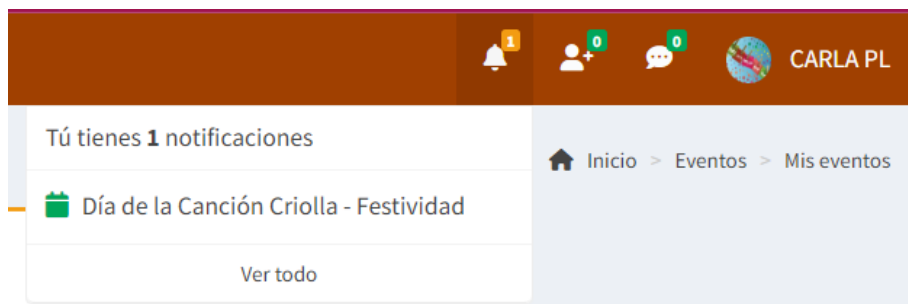 1
0
0
CARLA PL
Tú tienes 1 notificaciones
Inicio > Eventos > Mis eventos
Día de la Canción Criolla - Festividad
Ver todo